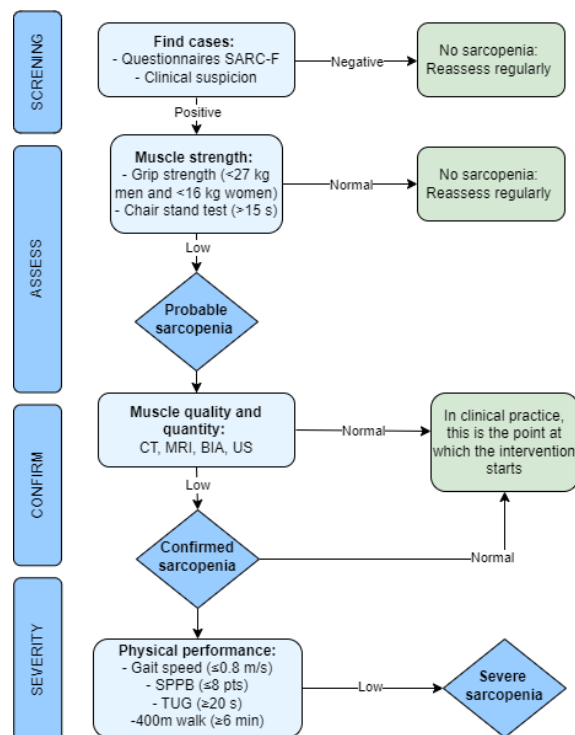 SCRENING
Find cases:
- Questionnaires SARC-F
- Clinical suspicion
Negative
No sarcopenia:
Reassess regularly
Positive
ASSESS
Muscle strength:
- Grip strength (<27 kg
men and <16 kg women)
- Chair stand test (>15 s)
Normal
No sarcopenia:
Reassess regularly
Low
Probable
sarcopenia
CONFIRM
Muscle quality and
quantity:
CT, MRI, BIA, US
Normal
In clinical practice,
this is the point at
which the intervention
starts
Low
Confirmed
sarcopenia
Normal
SEVERITY
Physical performance:
- Gait speed (≤0.8 m/s)
- SPPB (≤8 pts)
- TUG (≥20 s)
-400m walk (≥6 min)
Low
Severe
sarcopenia